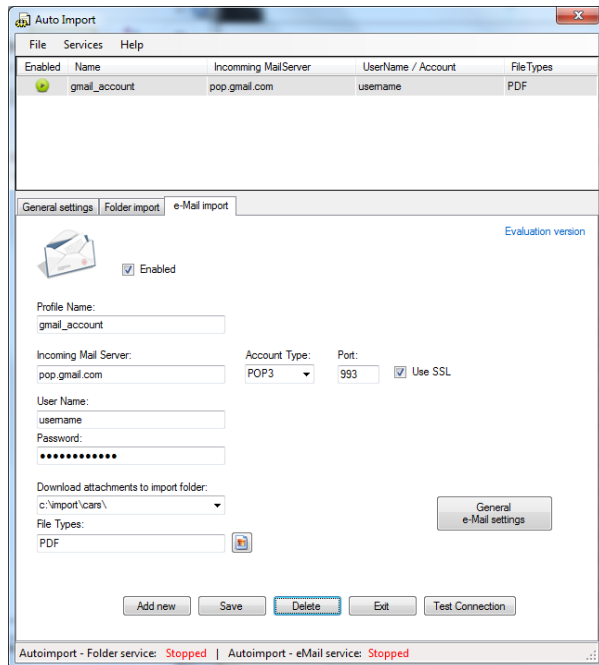 Auto Import
File Services Help
Enabled Name Incomming MailServer UserName / Account FileTypes
gmail_account pop.gmail.com username PDF
General settings Folder import e-Mail import
Evaluation version
Enabled
Profile Name:
gmail_account
Incoming Mail Server: Account Type: Port:
pop.gmail.com POP3 993 Use SSL
User Name:
username
Password:
●●●●●●●●●●●●
Download attachments to import folder:
c:\import\cars\
General
e-Mail settings
File Types:
PDF
Add new Save Delete Exit Test Connection
Autoimport - Folder service: Stopped | Autoimport - eMail service: Stopped